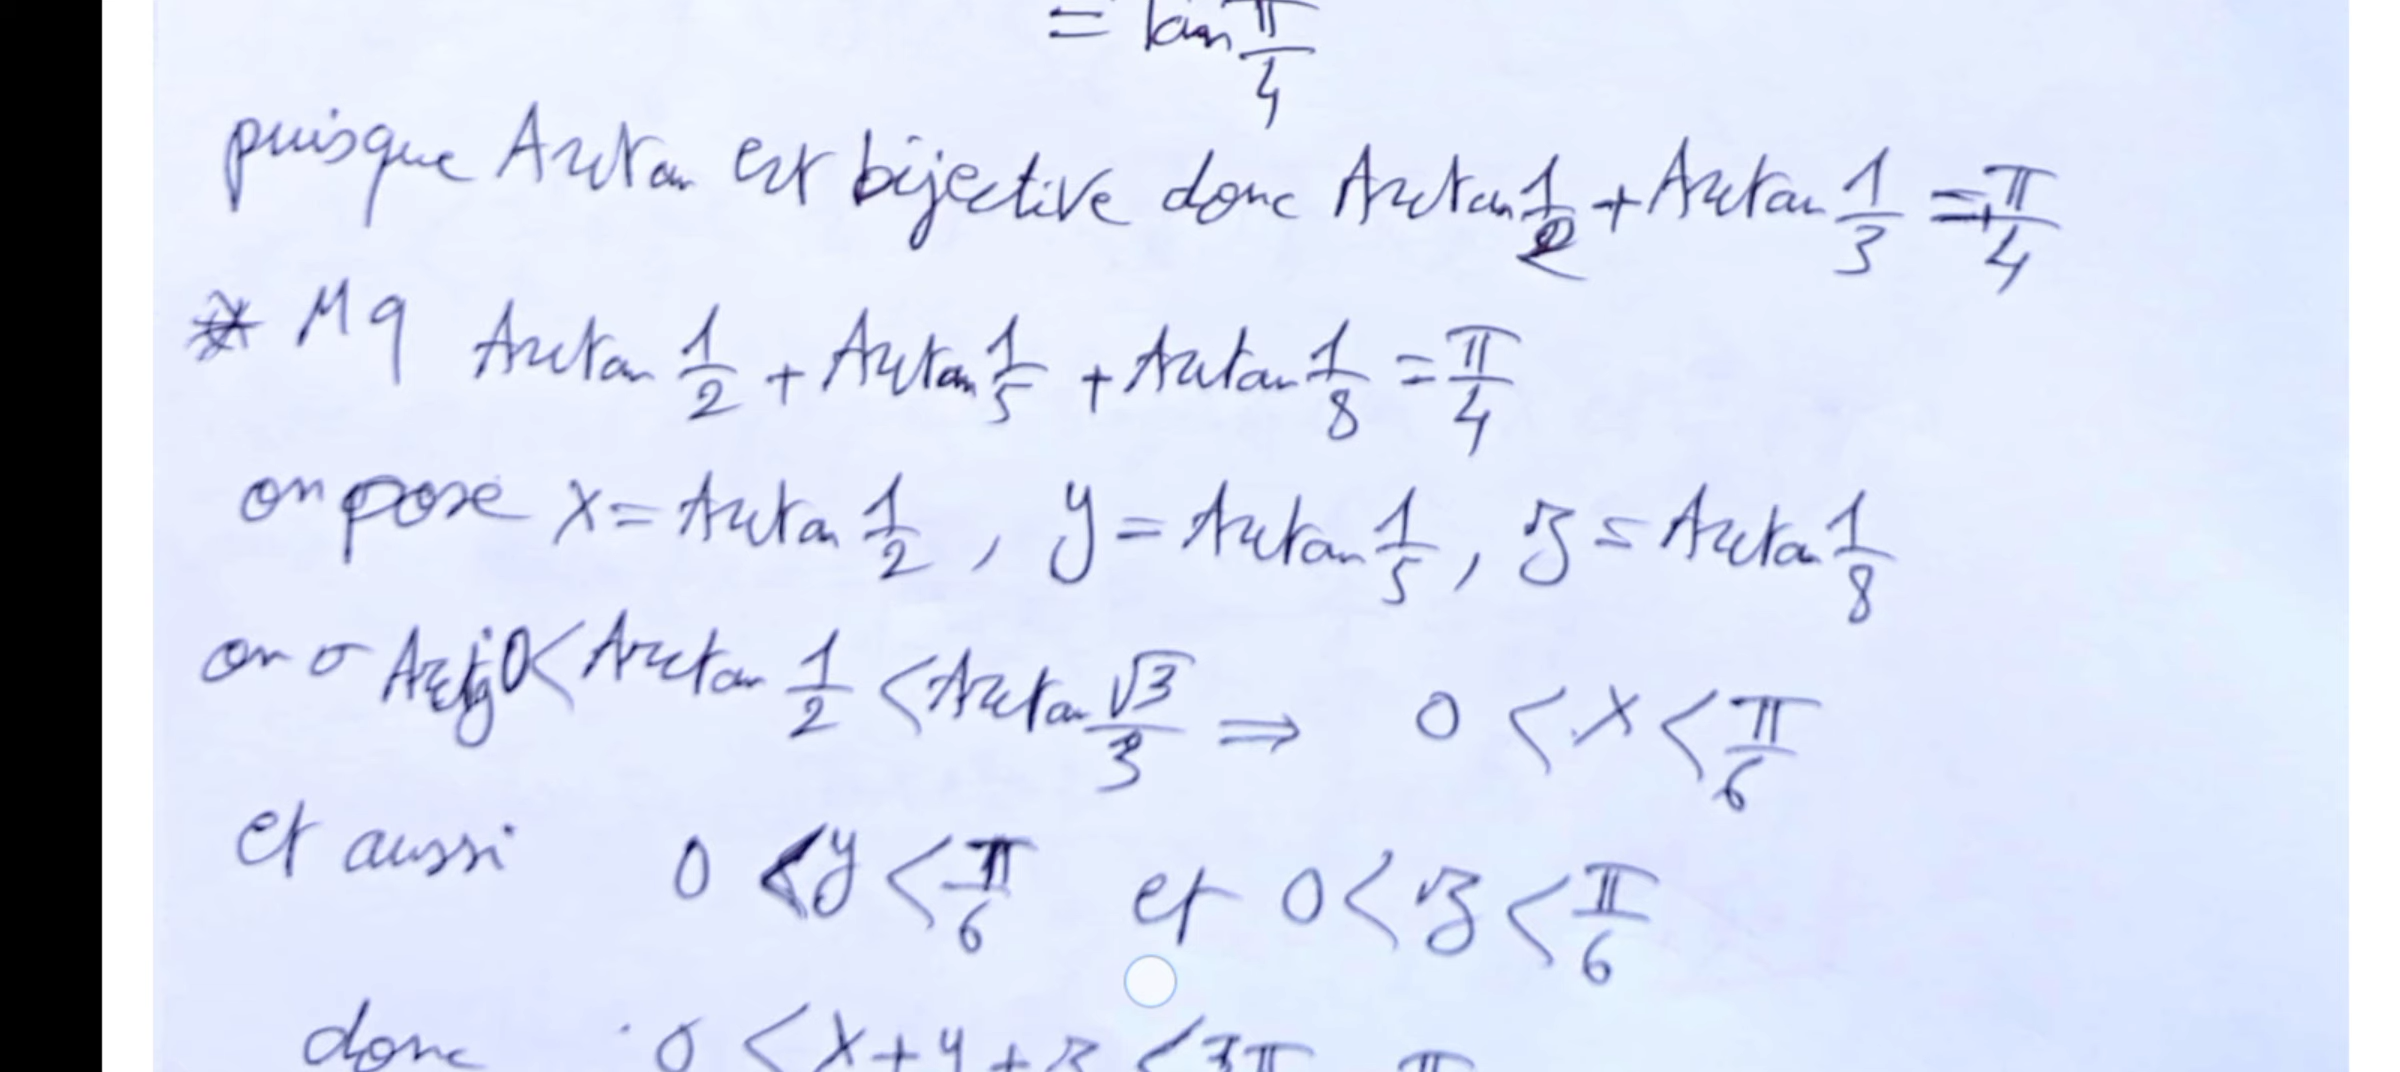 = tan π/4
puisque Arctan est bijective donc Arctan 1/2 + Arctan 1/3 = π/4
* Mq Arctan 1/2 + Arctan 1/5 + Arctan 1/8 = π/4
on pose x = Arctan 1/2 , y = Arctan 1/5 , z = Arctan 1/8
on a Arctg 0 < Arctan 1/2 < Arctan √3/3 ⇒ 0 < x < π/6
et aussi 0 < y < π/6 et 0 < z < π/6
donc 0 < x + y + z < 3π π